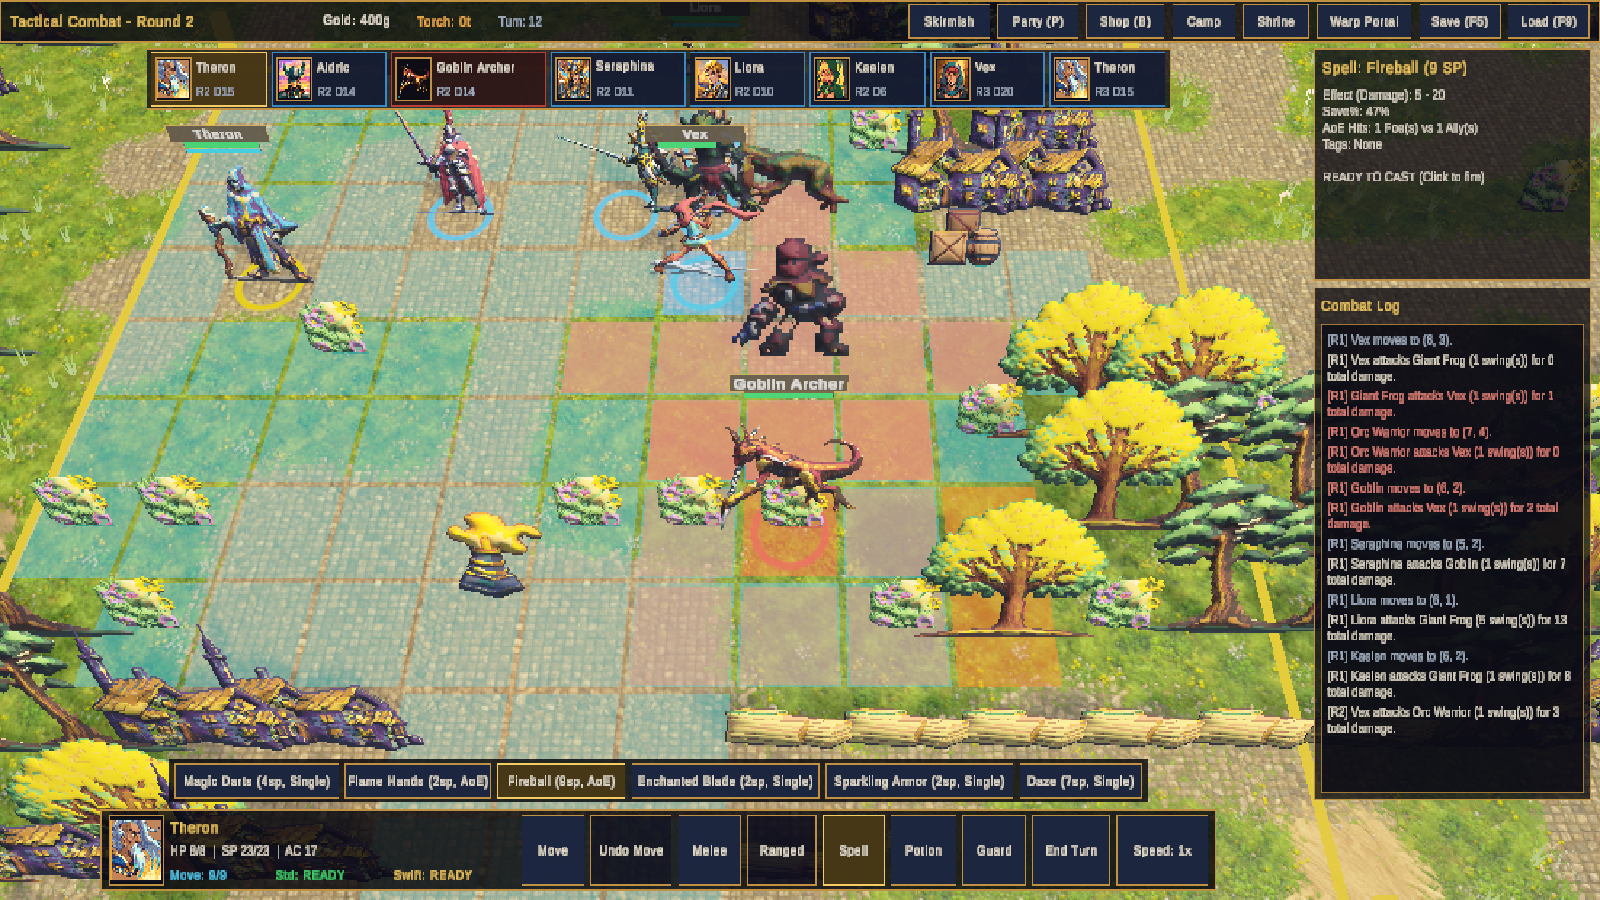 Tactical Combat - Round 2
Gold: 400g
Torch: 0t
Turn: 12
Liora
Skirmish
Party (P)
Shop (B)
Camp
Shrine
Warp Portal
Save (F5)
Load (F9)
Theron
R2 D15
Aldric
R2 D14
Goblin Archer
R2 D14
Seraphina
R2 D11
Liora
R2 D10
Kaelen
R2 D6
Vex
R3 D20
Theron
R3 D15
Theron
Vex
Goblin Archer
Spell: Fireball (9 SP)
Effect (Damage): 5 - 20
Save%: 47%
AoE Hits: 1 Foe(s) vs 1 Ally(s)
Tags: None
READY TO CAST (Click to fire)
Combat Log
[R1] Vex moves to (6, 3).
[R1] Vex attacks Giant Frog (1 swing(s)) for 0
total damage.
[R1] Giant Frog attacks Vex (1 swing(s)) for 1
total damage.
[R1] Orc Warrior moves to (7, 4).
[R1] Orc Warrior attacks Vex (1 swing(s)) for 0
total damage.
[R1] Goblin moves to (6, 2).
[R1] Goblin attacks Vex (1 swing(s)) for 2 total
damage.
[R1] Seraphina moves to (5, 2).
[R1] Seraphina attacks Goblin (1 swing(s)) for 7
total damage.
[R1] Liora moves to (6, 1).
[R1] Liora attacks Giant Frog (5 swing(s)) for 13
total damage.
[R1] Kaelen moves to (6, 2).
[R1] Kaelen attacks Giant Frog (1 swing(s)) for 8
total damage.
[R2] Vex attacks Orc Warrior (1 swing(s)) for 3
total damage.
Magic Darts (4sp, Single)
Flame Hands (2sp, AoE)
Fireball (9sp, AoE)
Enchanted Blade (2sp, Single)
Sparkling Armor (2sp, Single)
Daze (7sp, Single)
Theron
HP 8/8 | SP 23/23 | AC 17
Move: 9/9
Std: READY
Swift: READY
Move
Undo Move
Melee
Ranged
Spell
Potion
Guard
End Turn
Speed: 1x